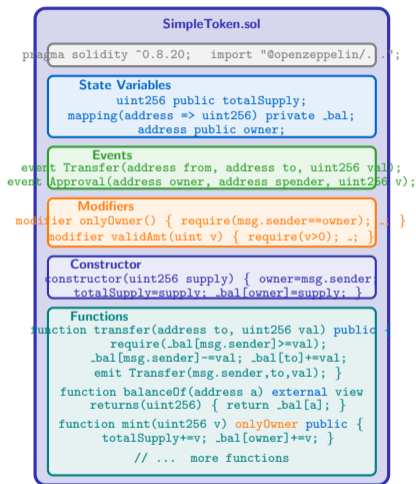 SimpleToken.sol
pragma solidity ^0.8.20; import "@openzeppelin/...";
State Variables
uint256 public totalSupply;
mapping(address => uint256) private _bal;
address public owner;
Events
event Transfer(address from, address to, uint256 val);
event Approval(address owner, address spender, uint256 v);
Modifiers
modifier onlyOwner() { require(msg.sender==owner); _; }
modifier validAmt(uint v) { require(v>0); _; }
Constructor
constructor(uint256 supply) { owner=msg.sender;
totalSupply=supply; _bal[owner]=supply; }
Functions
function transfer(address to, uint256 val) public {
require(_bal[msg.sender]>=val);
_bal[msg.sender]-=val; _bal[to]+=val;
emit Transfer(msg.sender,to,val); }
function balanceOf(address a) external view
returns(uint256) { return _bal[a]; }
function mint(uint256 v) onlyOwner public {
totalSupply+=v; _bal[owner]+=v; }
// ... more functions